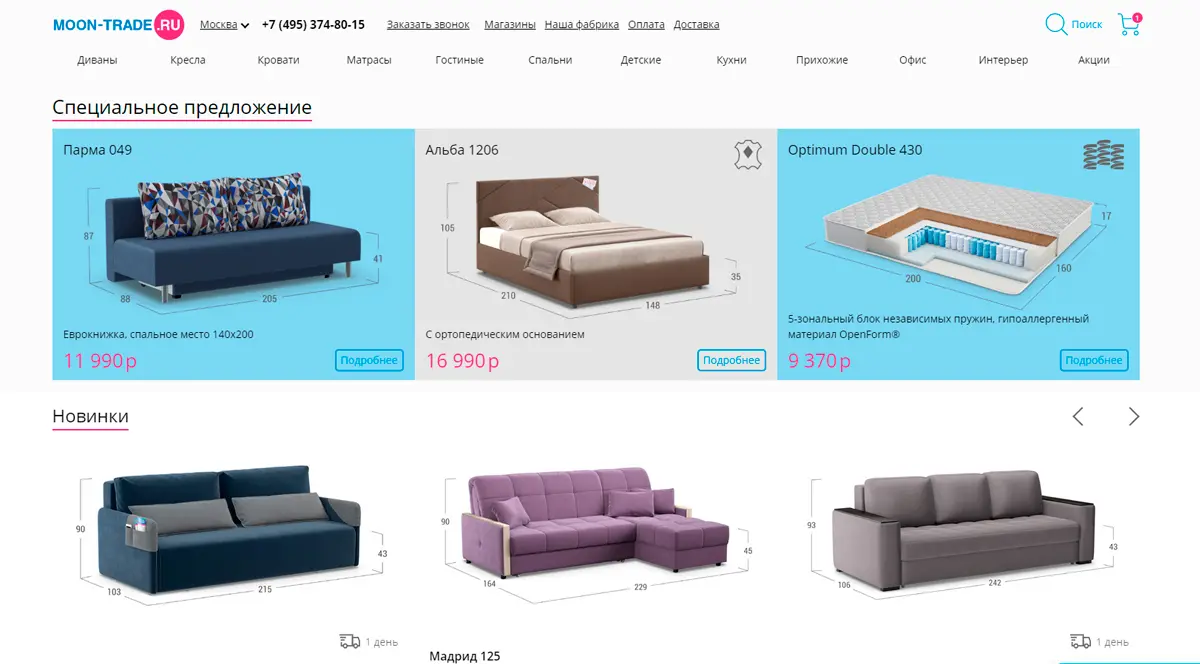 MOON-TRADE.RU Москва +7 (495) 374-80-15 Заказать звонок Магазины Наша фабрика Оплата Доставка Поиск 1
Диваны Кресла Кровати Матрасы Гостиные Спальни Детские Кухни Прихожие Офис Интерьер Акции
Специальное предложение
Парма 049
87
88
205
41
Еврокнижка, спальное место 140х200
11 990 р
Подробнее
Альба 1206
105
210
148
35
С ортопедическим основанием
16 990 р
Подробнее
Optimum Double 430
17
160
200
5-зональный блок независимых пружин, гипоаллергенный
материал OpenForm®
9 370 р
Подробнее
Новинки
90
103
215
43
1 день
90
164
229
45
Мадрид 125
93
106
242
43
1 день